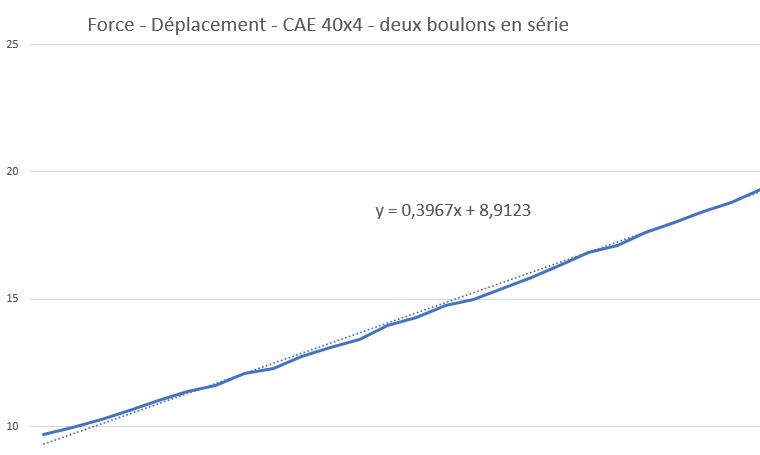 Force - Déplacement - CAE 40x4 - deux boulons en série
25
20
y = 0,3967x + 8,9123
15
10